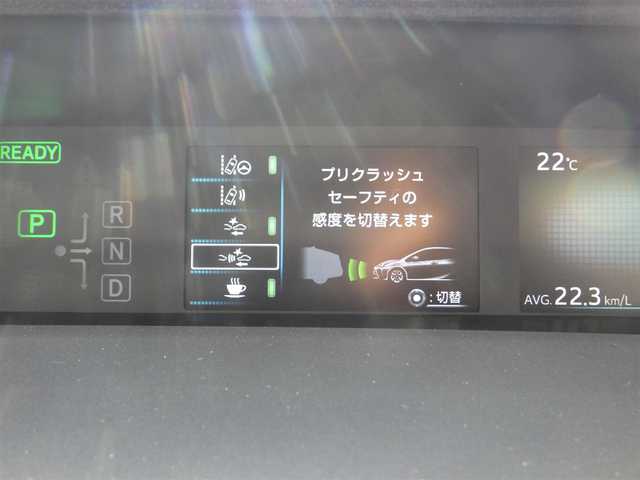 READY
P
R
N
D
プリクラッシュ
セーフティの
感度を切替えます
:切替
22℃
AVG. 22.3 km/L